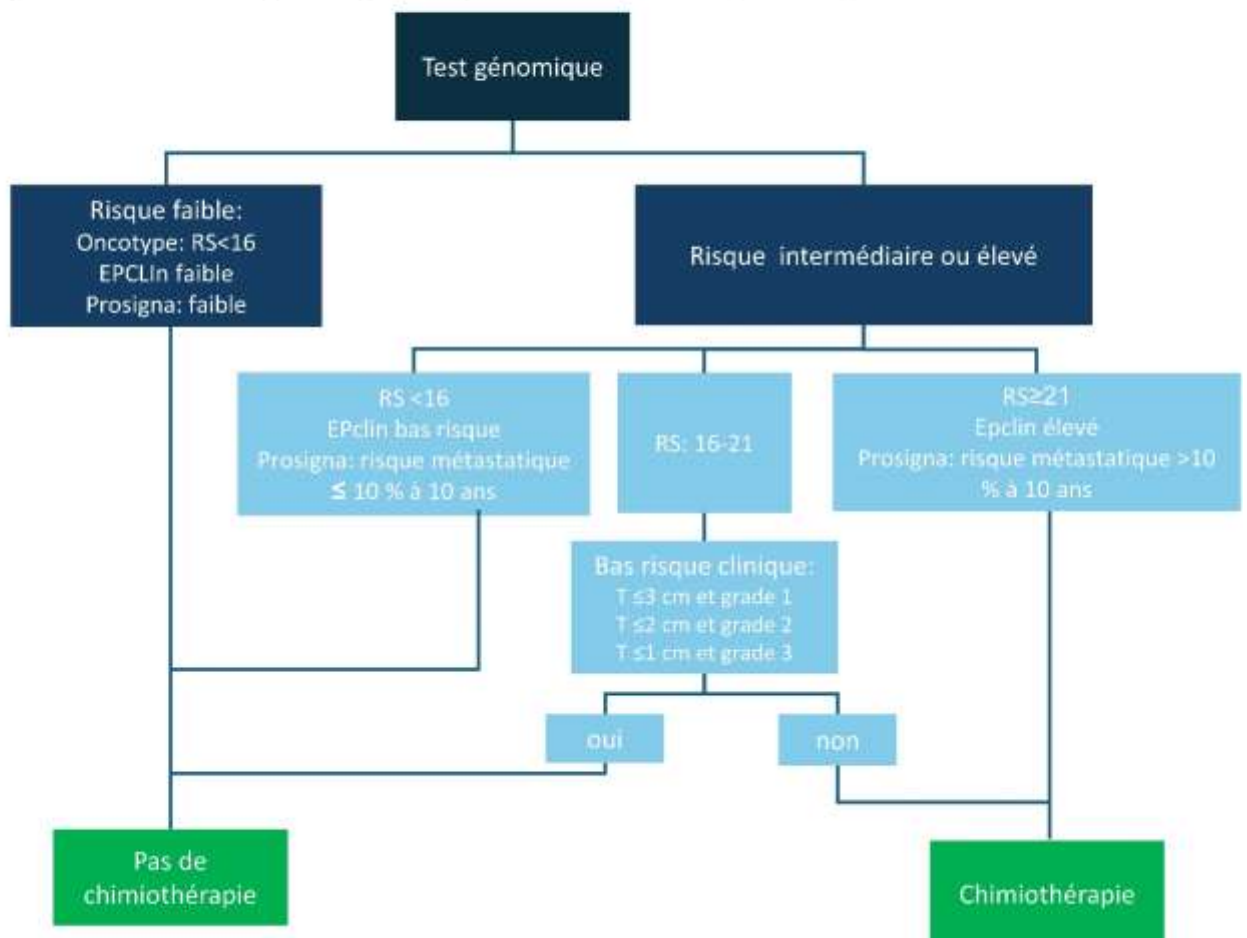 Test génomique
Risque faible:
Oncotype: RS<16
EPCLIn faible
Prosigna: faible
Risque intermédiaire ou élevé
RS <16
EPclin bas risque
Prosigna: risque métastatique
≤ 10 % à 10 ans
RS: 16-21
RS≥21
Epclin élevé
Prosigna: risque métastatique >10
% à 10 ans
Bas risque clinique:
T ≤3 cm et grade 1
T ≤2 cm et grade 2
T ≤1 cm et grade 3
oui
non
Pas de
chimiothérapie
Chimiothérapie